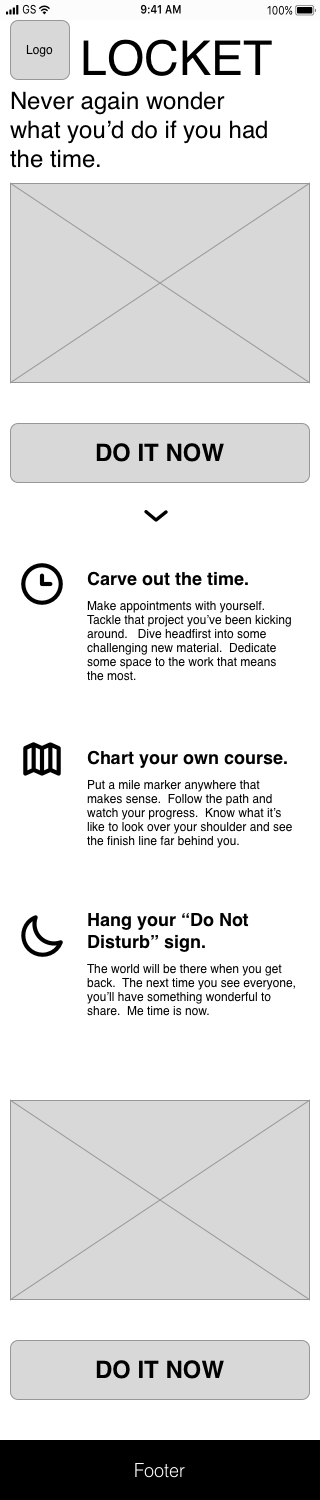 GS 9:41 AM 100%
Logo
LOCKET
Never again wonder
what you’d do if you had
the time.
DO IT NOW
Carve out the time.
Make appointments with yourself.
Tackle that project you’ve been kicking
around. Dive headfirst into some
challenging new material. Dedicate
some space to the work that means
the most.
Chart your own course.
Put a mile marker anywhere that
makes sense. Follow the path and
watch your progress. Know what it’s
like to look over your shoulder and see
the finish line far behind you.
Hang your “Do Not
Disturb” sign.
The world will be there when you get
back. The next time you see everyone,
you’ll have something wonderful to
share. Me time is now.
DO IT NOW
Footer